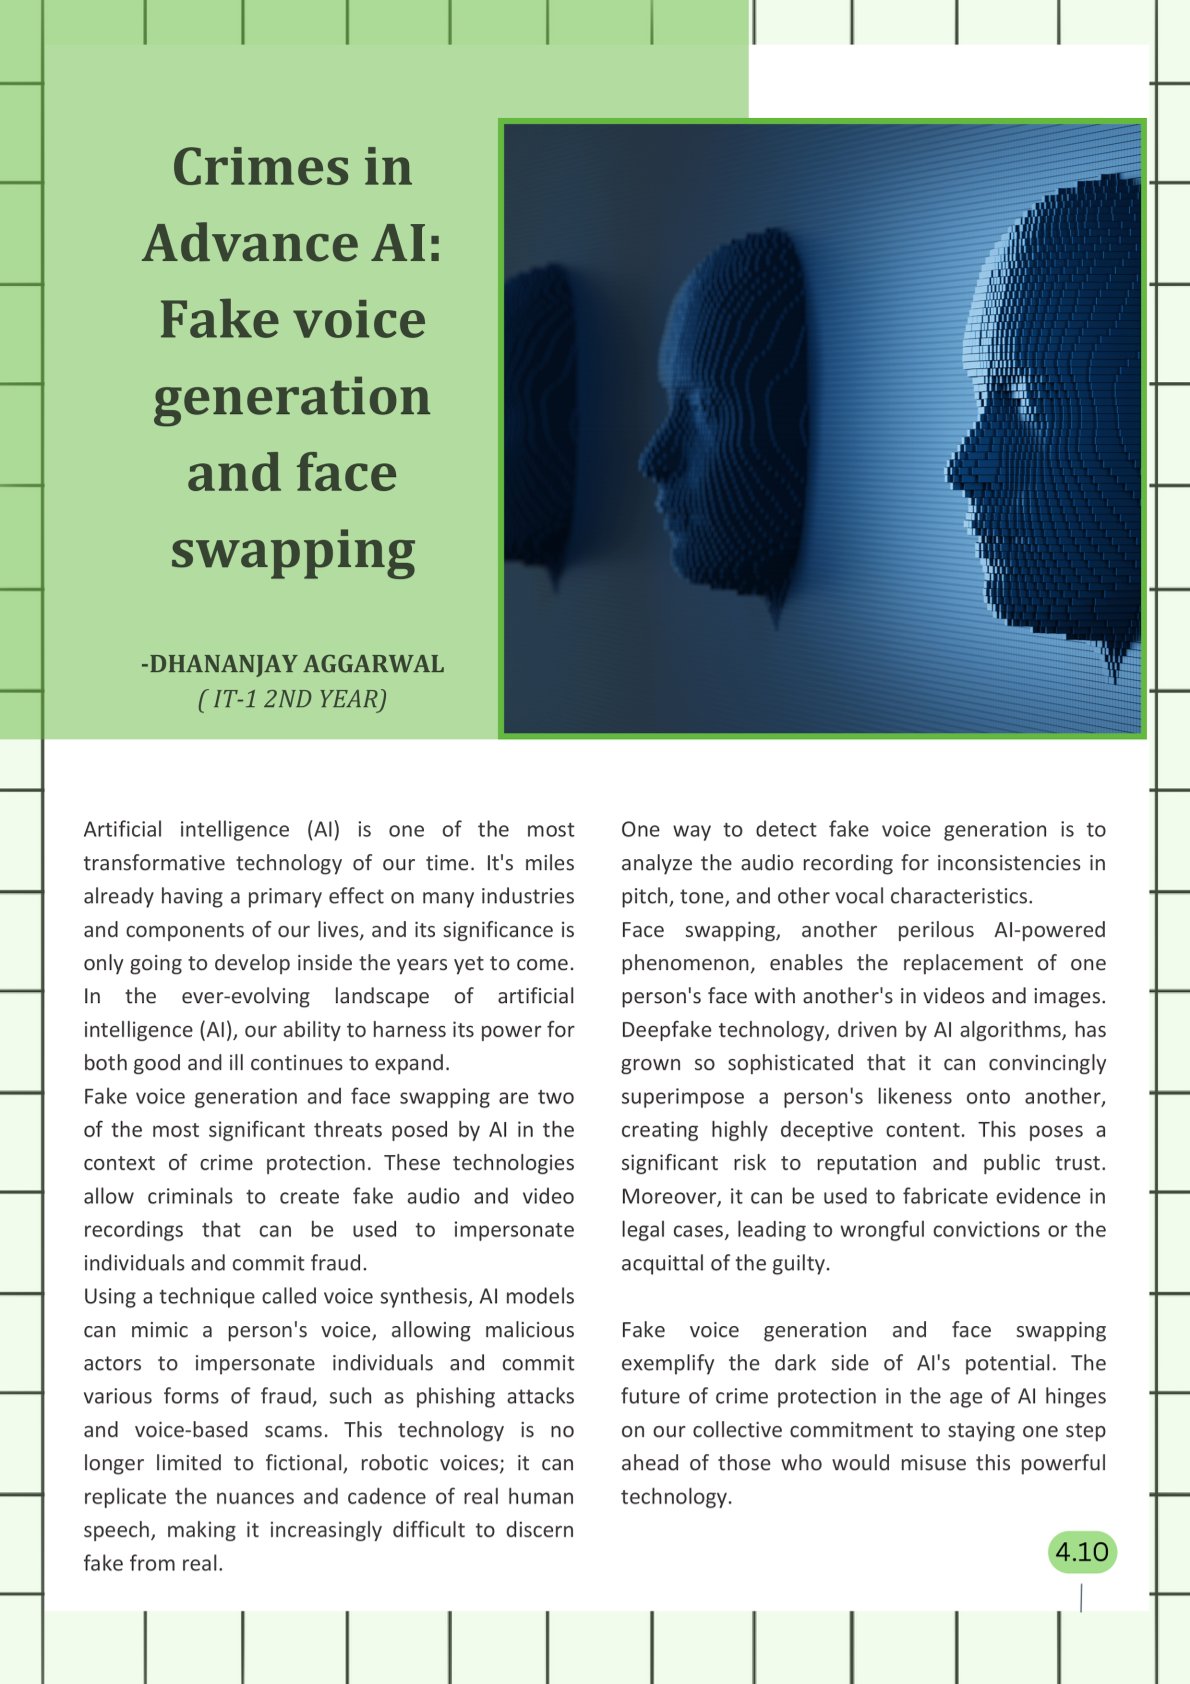 Crimes in
Advance AI:
Fake voice
generation
and face
swapping
-DHANANJAY AGGARWAL
( IT-1 2ND YEAR)
Artificial intelligence (AI) is one of the most
transformative technology of our time. It's miles
already having a primary effect on many industries
and components of our lives, and its significance is
only going to develop inside the years yet to come.
In the ever-evolving landscape of artificial
intelligence (AI), our ability to harness its power for
both good and ill continues to expand.
Fake voice generation and face swapping are two
of the most significant threats posed by AI in the
context of crime protection. These technologies
allow criminals to create fake audio and video
recordings that can be used to impersonate
individuals and commit fraud.
Using a technique called voice synthesis, AI models
can mimic a person's voice, allowing malicious
actors to impersonate individuals and commit
various forms of fraud, such as phishing attacks
and voice-based scams. This technology is no
longer limited to fictional, robotic voices; it can
replicate the nuances and cadence of real human
speech, making it increasingly difficult to discern
fake from real.
One way to detect fake voice generation is to
analyze the audio recording for inconsistencies in
pitch, tone, and other vocal characteristics.
Face swapping, another perilous AI-powered
phenomenon, enables the replacement of one
person's face with another's in videos and images.
Deepfake technology, driven by AI algorithms, has
grown so sophisticated that it can convincingly
superimpose a person's likeness onto another,
creating highly deceptive content. This poses a
significant risk to reputation and public trust.
Moreover, it can be used to fabricate evidence in
legal cases, leading to wrongful convictions or the
acquittal of the guilty.
Fake voice generation and face swapping
exemplify the dark side of AI's potential. The
future of crime protection in the age of AI hinges
on our collective commitment to staying one step
ahead of those who would misuse this powerful
technology.
4.10